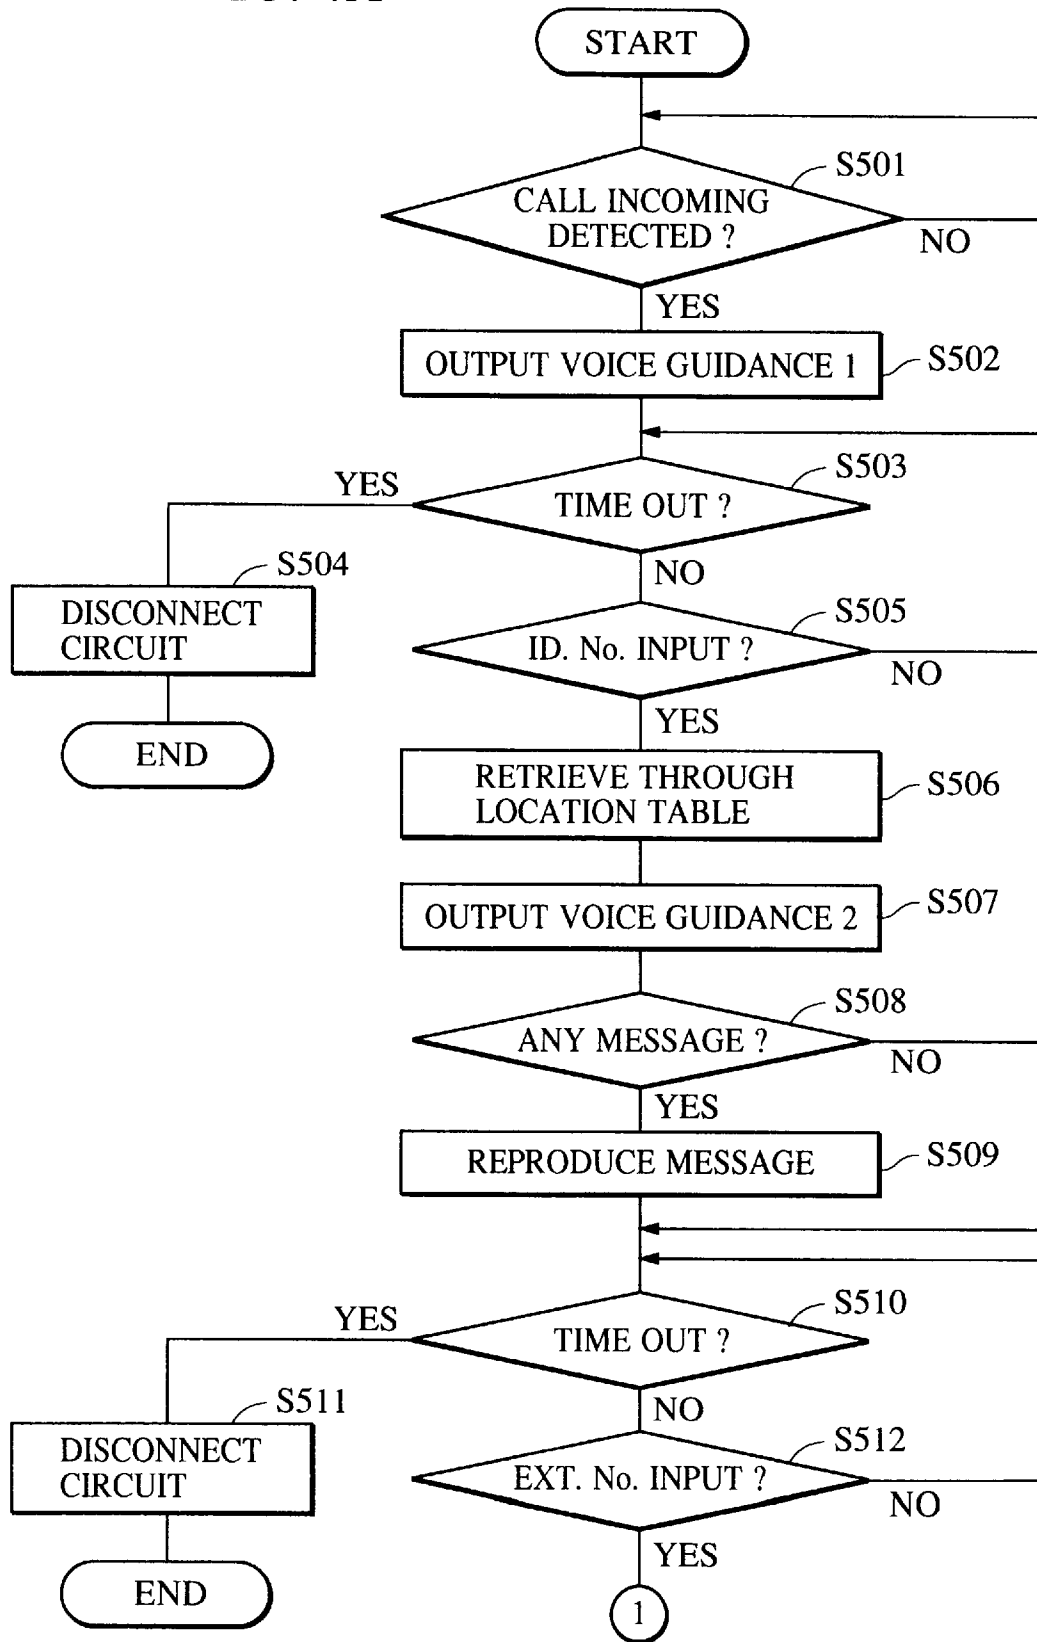 START
S501
CALL INCOMING
DETECTED ?
NO
YES
OUTPUT VOICE GUIDANCE 1
S502
S503
YES
TIME OUT ?
NO
S504
DISCONNECT
CIRCUIT
END
S505
ID. No. INPUT ?
NO
YES
RETRIEVE THROUGH
LOCATION TABLE
S506
OUTPUT VOICE GUIDANCE 2
S507
S508
ANY MESSAGE ?
NO
YES
REPRODUCE MESSAGE
S509
S510
YES
TIME OUT ?
NO
S511
DISCONNECT
CIRCUIT
END
S512
EXT. No. INPUT ?
NO
YES
1